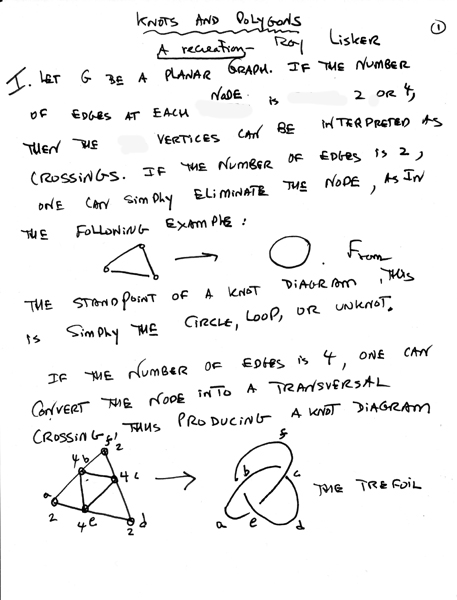 KNOTS AND POLYGONS
①
A recreation— Roy Lisker
I. LET G BE A PLANAR GRAPH. IF THE NUMBER
OF EDGES AT EACH NODE is 2 OR 4,
THEN THE VERTICES CAN BE INTERPRETED AS
CROSSINGS. IF THE NUMBER OF EDGES IS 2,
ONE CAN SIMPLY ELIMINATE THE NODE, AS IN
THE FOLLOWING EXAMPLE:
From
THE STANDPOINT OF A KNOT DIAGRAM, THIS
is SIMPLY THE CIRCLE, LOOP, OR UNKNOT.
IF THE NUMBER OF EDGES IS 4, ONE CAN
CONVERT THE NODE INTO A TRANSVERSAL
CROSSING, THUS PRODUCING A KNOT DIAGRAM
f 2
4 b
4 c
a
2
4 e
2 d
f
b
c
a e d
THE TREFOIL